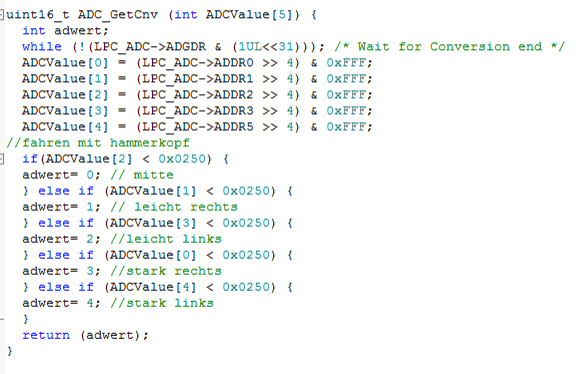 uint16_t ADC_GetCnv (int ADCValue[5]) {
int adwert;
while (!(LPC_ADC->ADGDR & (1UL<<31))); /* Wait for Conversion end */
ADCValue[0] = (LPC_ADC->ADDR0 >> 4) & 0xFFF;
ADCValue[1] = (LPC_ADC->ADDR1 >> 4) & 0xFFF;
ADCValue[2] = (LPC_ADC->ADDR2 >> 4) & 0xFFF;
ADCValue[3] = (LPC_ADC->ADDR3 >> 4) & 0xFFF;
ADCValue[4] = (LPC_ADC->ADDR5 >> 4) & 0xFFF;
//fahren mit hammerkopf
if(ADCValue[2] < 0x0250) {
adwert= 0; // mitte
} else if (ADCValue[1] < 0x0250) {
adwert= 1; // leicht rechts
} else if (ADCValue[3] < 0x0250) {
adwert= 2; //leicht links
} else if (ADCValue[0] < 0x0250) {
adwert= 3; //stark rechts
} else if (ADCValue[4] < 0x0250) {
adwert= 4; //stark links
}
return (adwert);
}